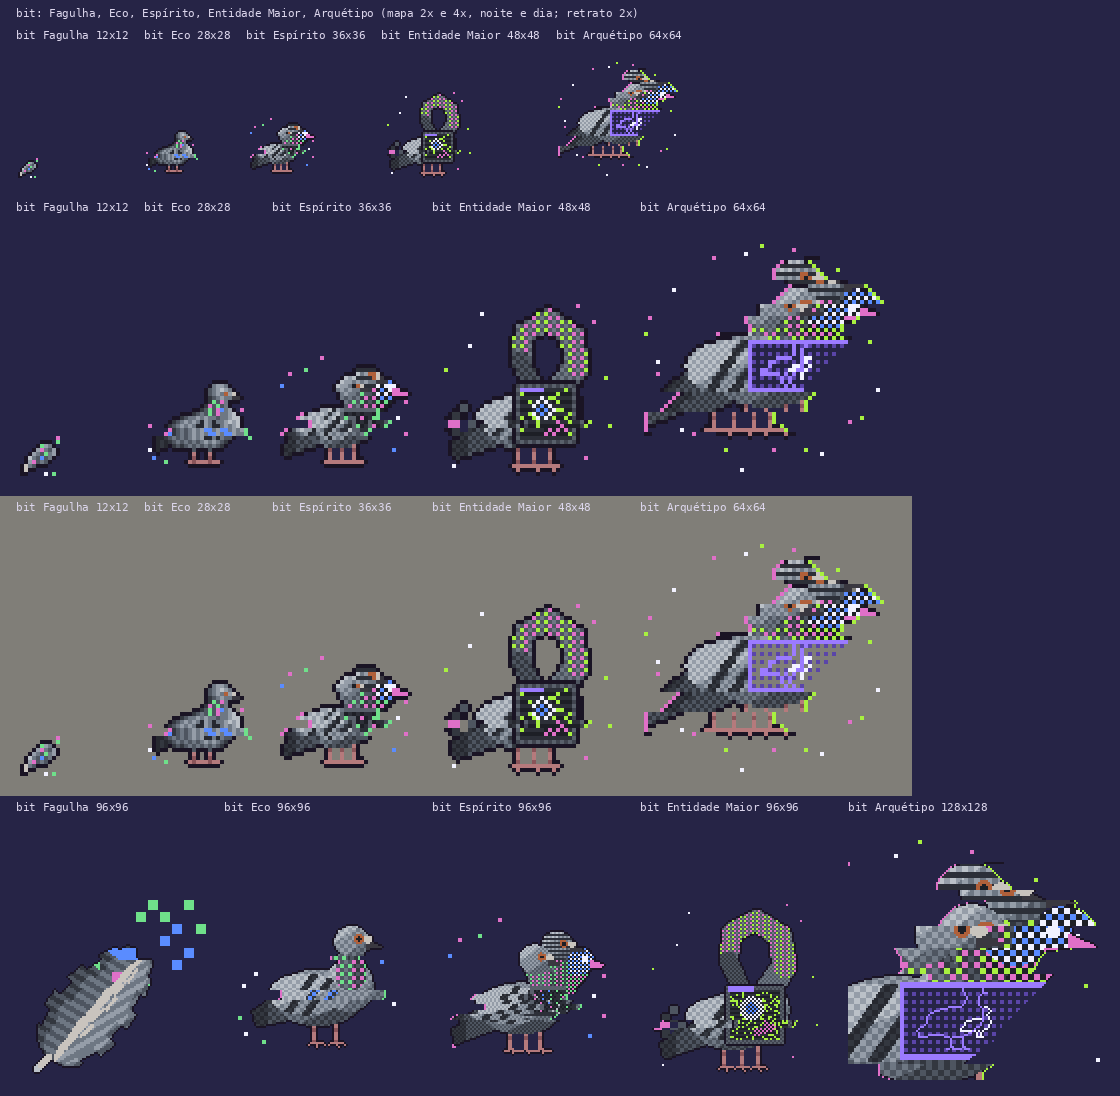 bit: Fagulha, Eco, Espírito, Entidade Maior, Arquétipo (mapa 2x e 4x, noite e dia; retrato 2x)
bit Fagulha 12x12 bit Eco 28x28 bit Espírito 36x36 bit Entidade Maior 48x48 bit Arquétipo 64x64
bit Fagulha 12x12 bit Eco 28x28 bit Espírito 36x36 bit Entidade Maior 48x48 bit Arquétipo 64x64
bit Fagulha 12x12 bit Eco 28x28 bit Espírito 36x36 bit Entidade Maior 48x48 bit Arquétipo 64x64
bit Fagulha 96x96 bit Eco 96x96 bit Espírito 96x96 bit Entidade Maior 96x96 bit Arquétipo 128x128